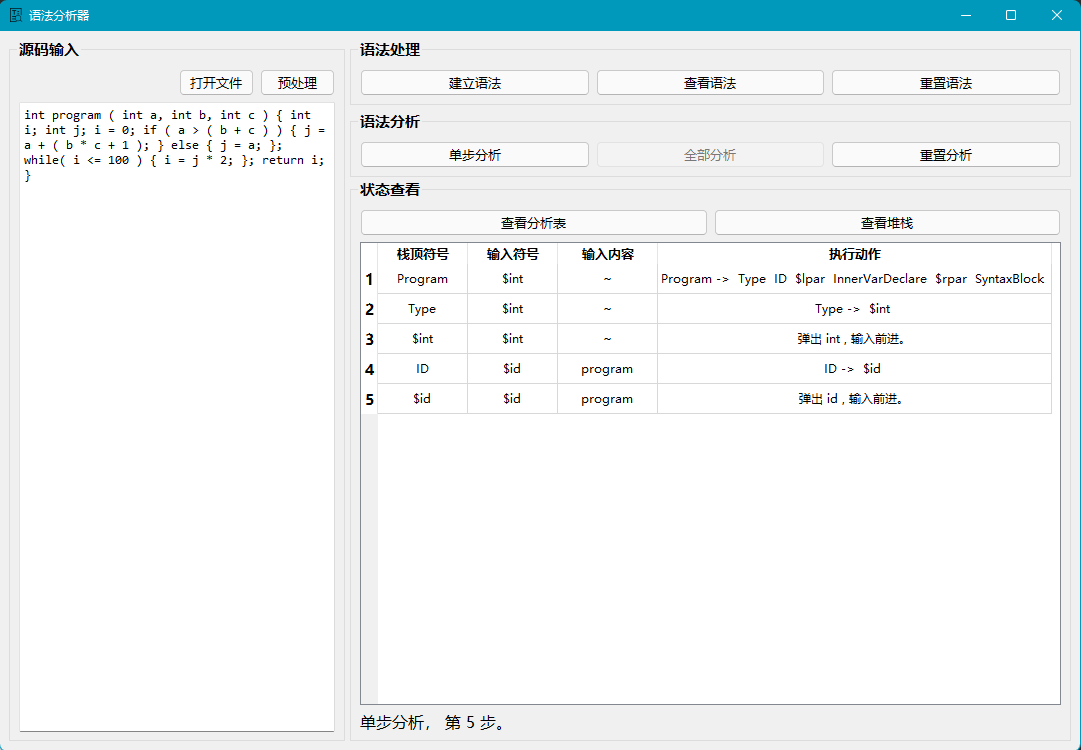 语法分析器
源码输入
打开文件 预处理
int program ( int a, int b, int c ) { int
i; int j; i = 0; if ( a > ( b + c ) ) { j =
a + ( b * c + 1 ); } else { j = a; };
while( i <= 100 ) { i = j * 2; }; return i;
}
语法处理
建立语法 查看语法 重置语法
语法分析
单步分析 全部分析 重置分析
状态查看
查看分析表 查看堆栈
栈顶符号 输入符号 输入内容 执行动作
1 Program $int ~ Program -> Type ID $lpar InnerVarDeclare $rpar SyntaxBlock
2 Type $int ~ Type -> $int
3 $int $int ~ 弹出 int , 输入前进。
4 ID $id program ID -> $id
5 $id $id program 弹出 id , 输入前进。
单步分析， 第 5 步。